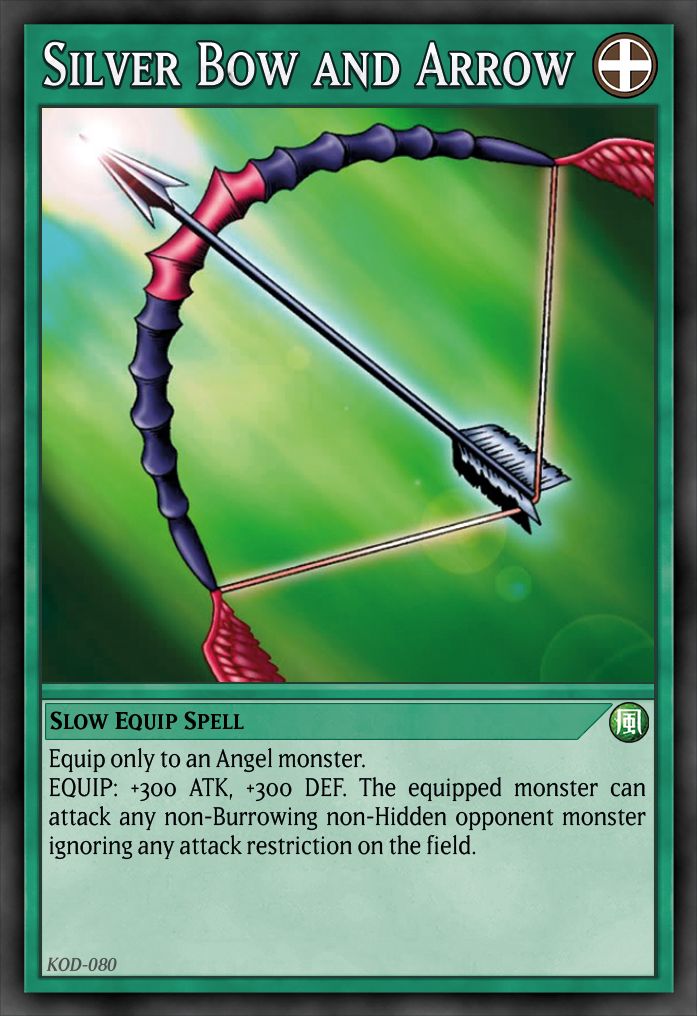 Silver Bow and Arrow
Slow Equip Spell
風
Equip only to an Angel monster.
EQUIP: +300 ATK, +300 DEF. The equipped monster can
attack any non-Burrowing non-Hidden opponent monster
ignoring any attack restriction on the field.
KOD-080